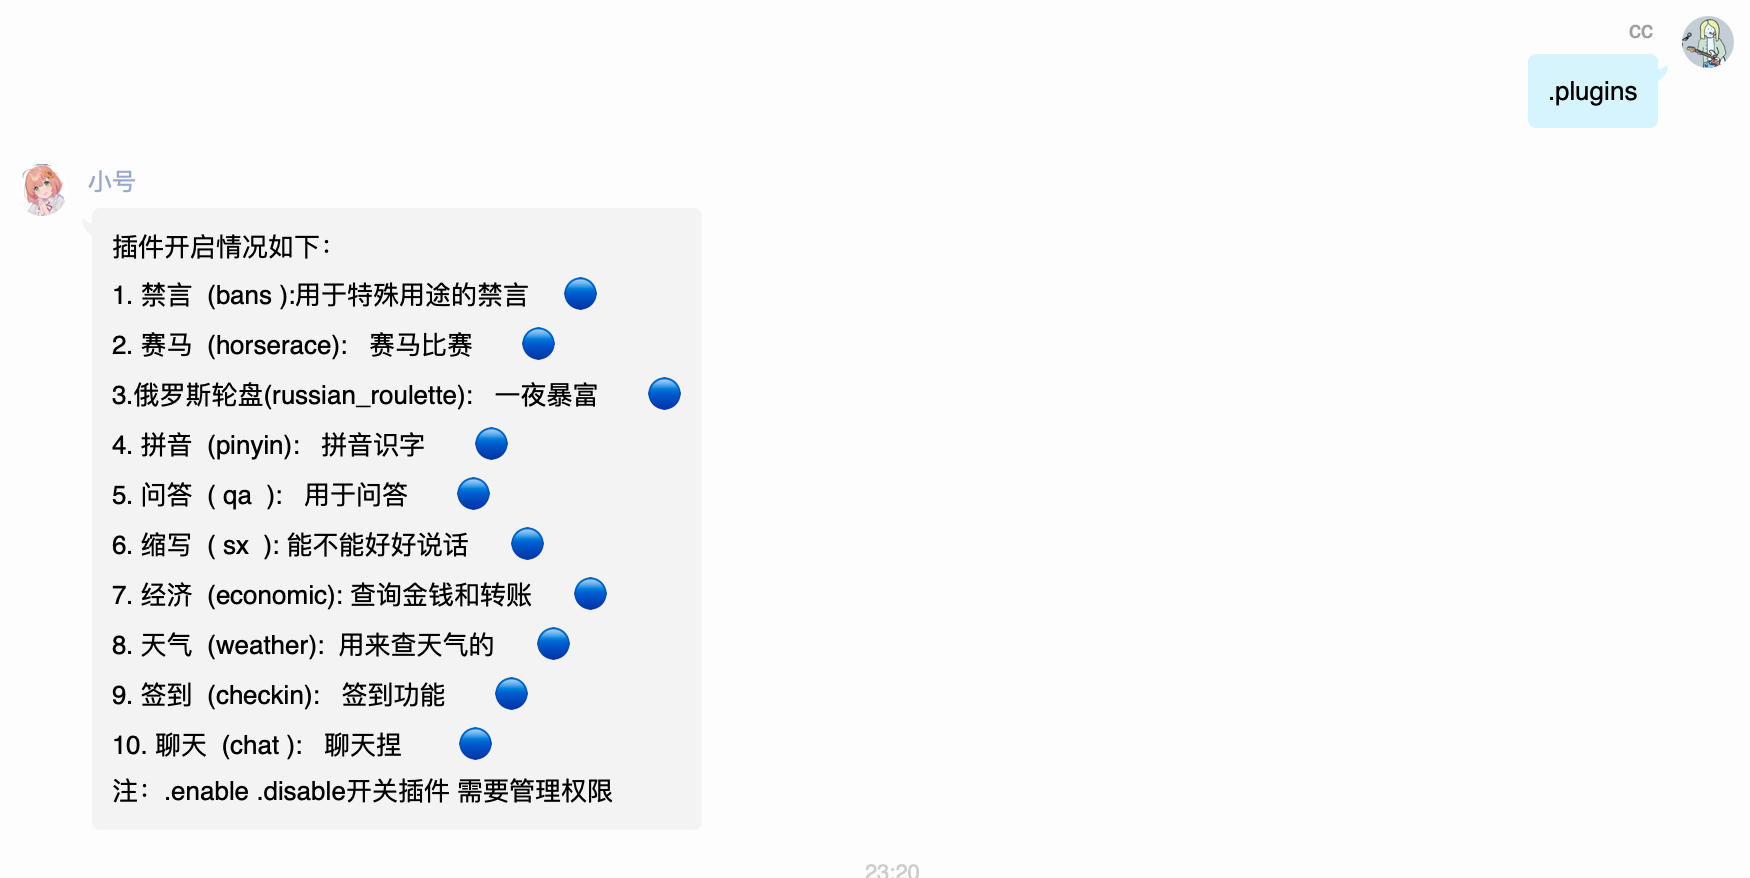 CC
.plugins
小号
插件开启情况如下：
1. 禁言  (bans ):用于特殊用途的禁言
2. 赛马  (horserace):   赛马比赛
3.俄罗斯轮盘(russian_roulette):   一夜暴富
4. 拼音  (pinyin):   拼音识字
5. 问答  ( qa  ):   用于问答
6. 缩写  ( sx  ): 能不能好好说话
7. 经济  (economic): 查询金钱和转账
8. 天气  (weather):  用来查天气的
9. 签到  (checkin):   签到功能
10. 聊天  (chat ):   聊天捏
注：.enable .disable开关插件 需要管理权限
23:20